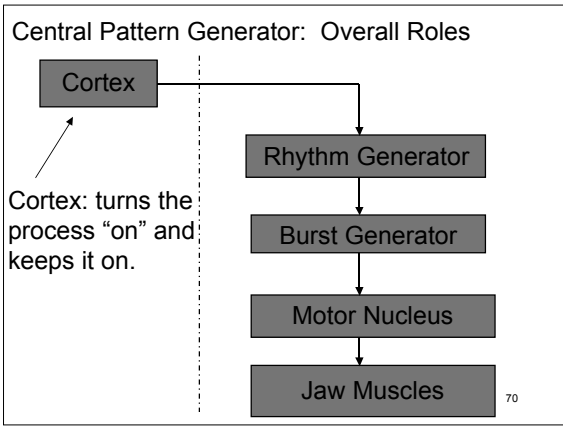 Central Pattern Generator:  Overall Roles
Cortex
Rhythm Generator
Cortex: turns the
process “on” and
keeps it on.
Burst Generator
Motor Nucleus
Jaw Muscles
70